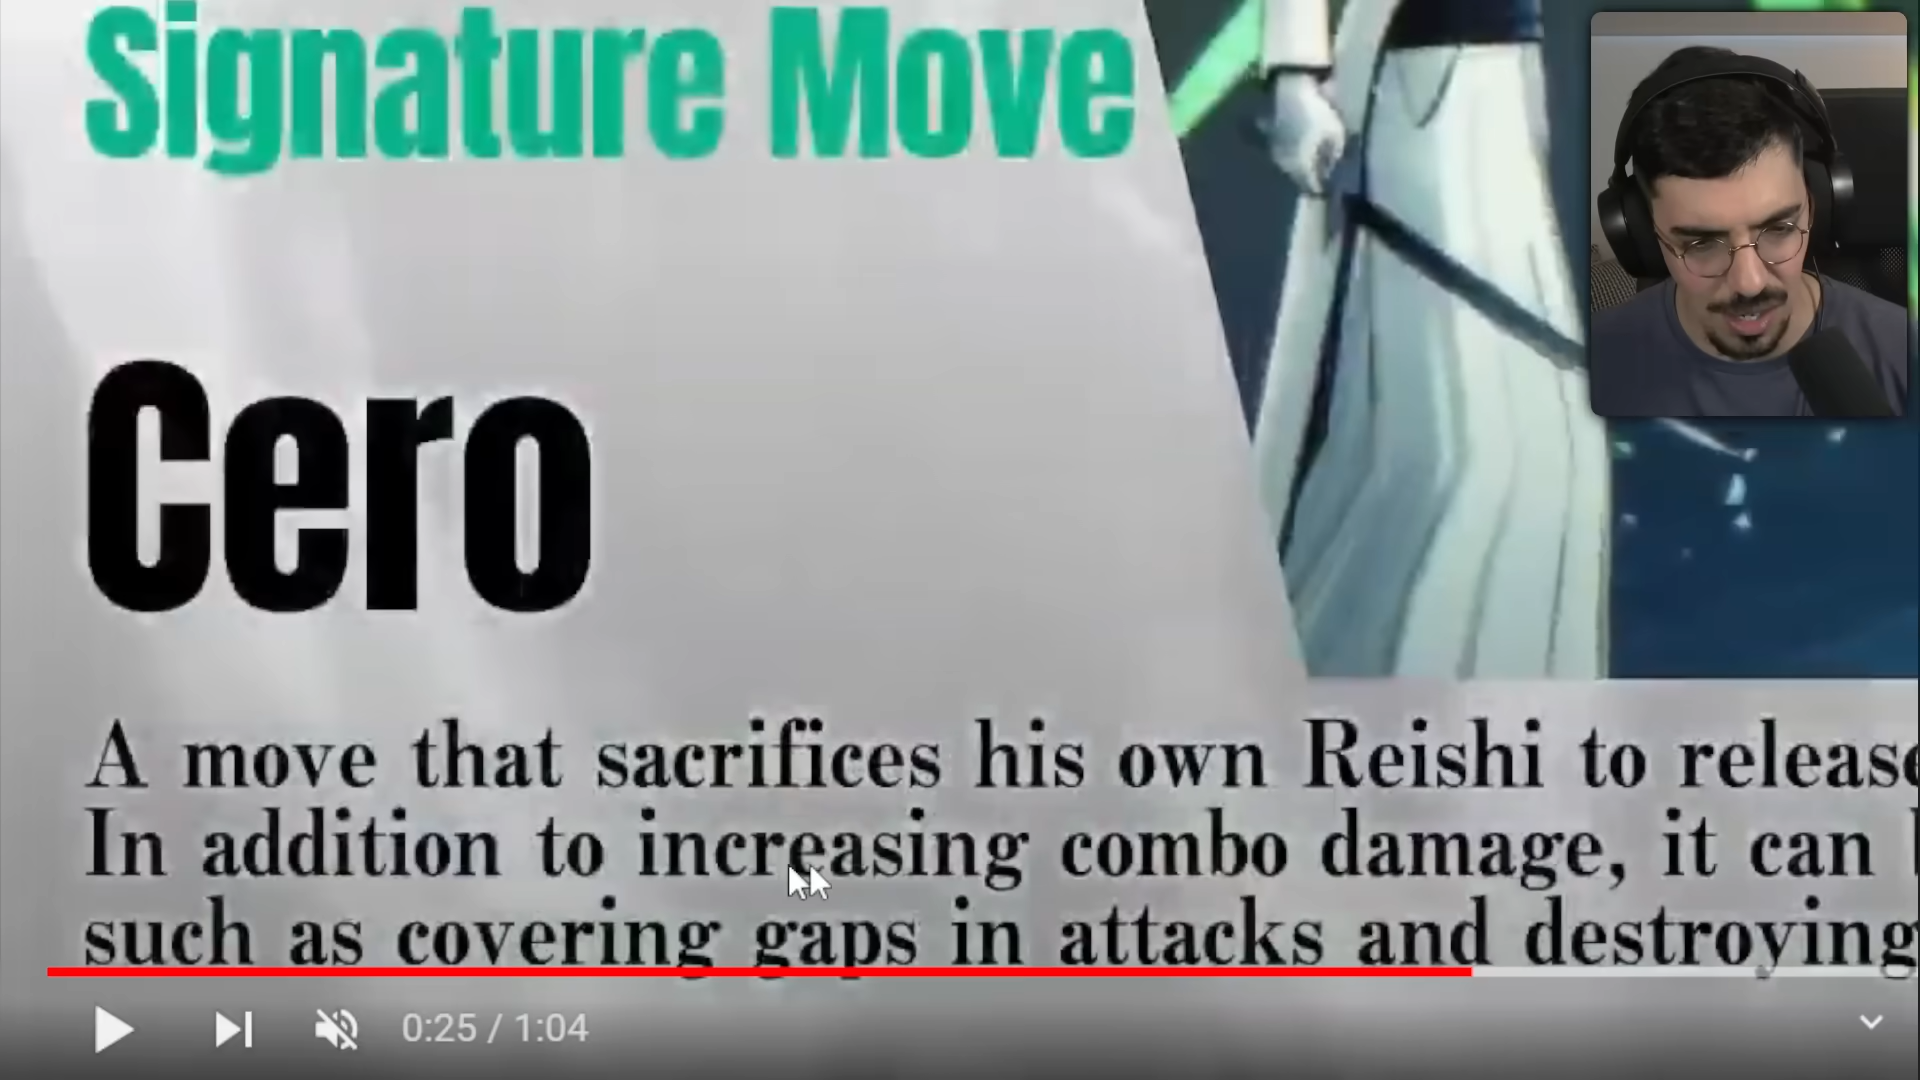 Signature Move
Cero
A move that sacrifices his own Reishi to release
In addition to increasing combo damage, it can
such as covering gaps in attacks and destroying
0:25 / 1:04